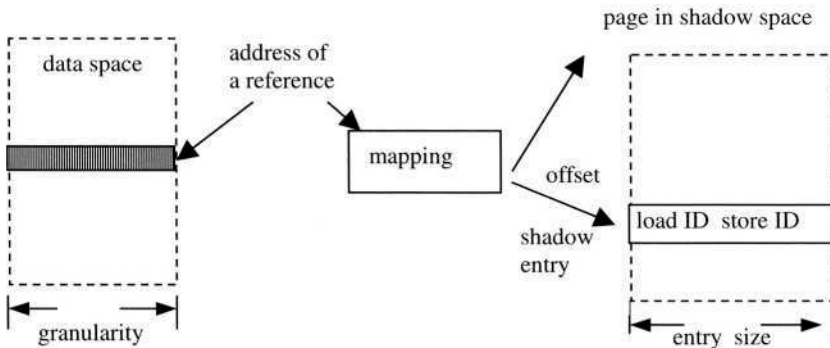 page in shadow space
address of
a reference
data space
mapping
offset
load ID store ID
shadow
entry
granularity
entry size